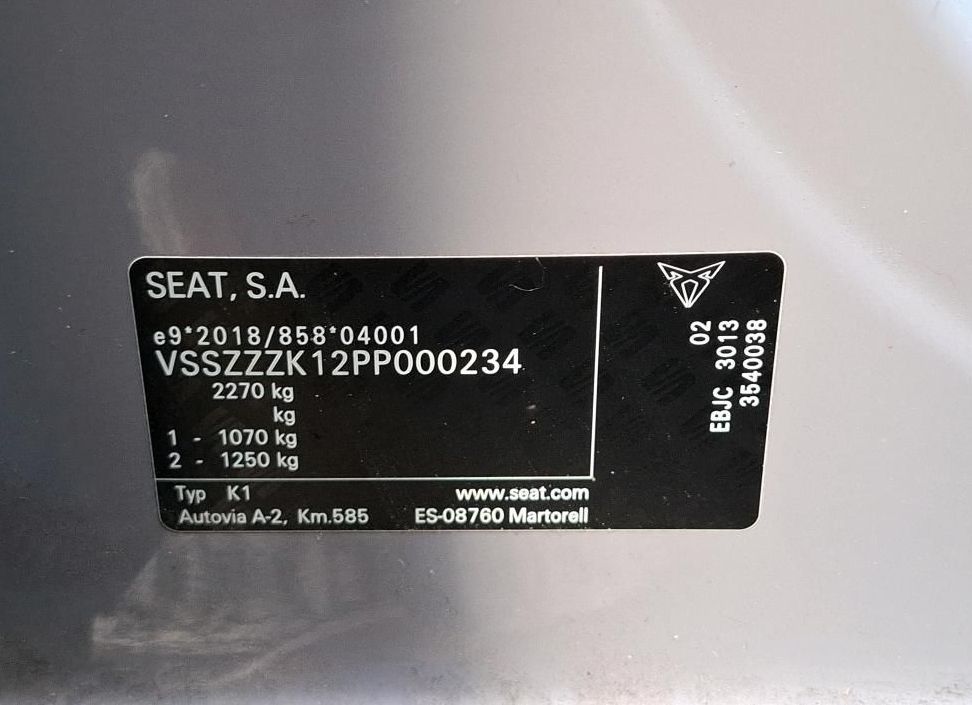 SEAT, S.A.
e9*2018/858*04001
VSSZZZK12PP000234
2270 kg
kg
1 - 1070 kg
2 - 1250 kg
Typ K1
www.seat.com
Autovia A-2, Km.585
ES-08760 Martorell
02
EBJC 3013
3540038